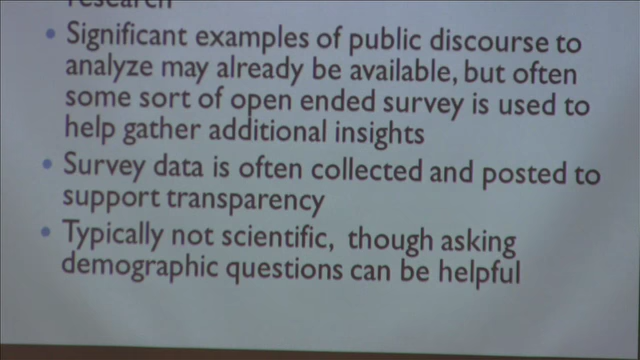 research
• Significant examples of public discourse to
analyze may already be available, but often
some sort of open ended survey is used to
help gather additional insights
• Survey data is often collected and posted to
support transparency
• Typically not scientific, though asking
demographic questions can be helpful